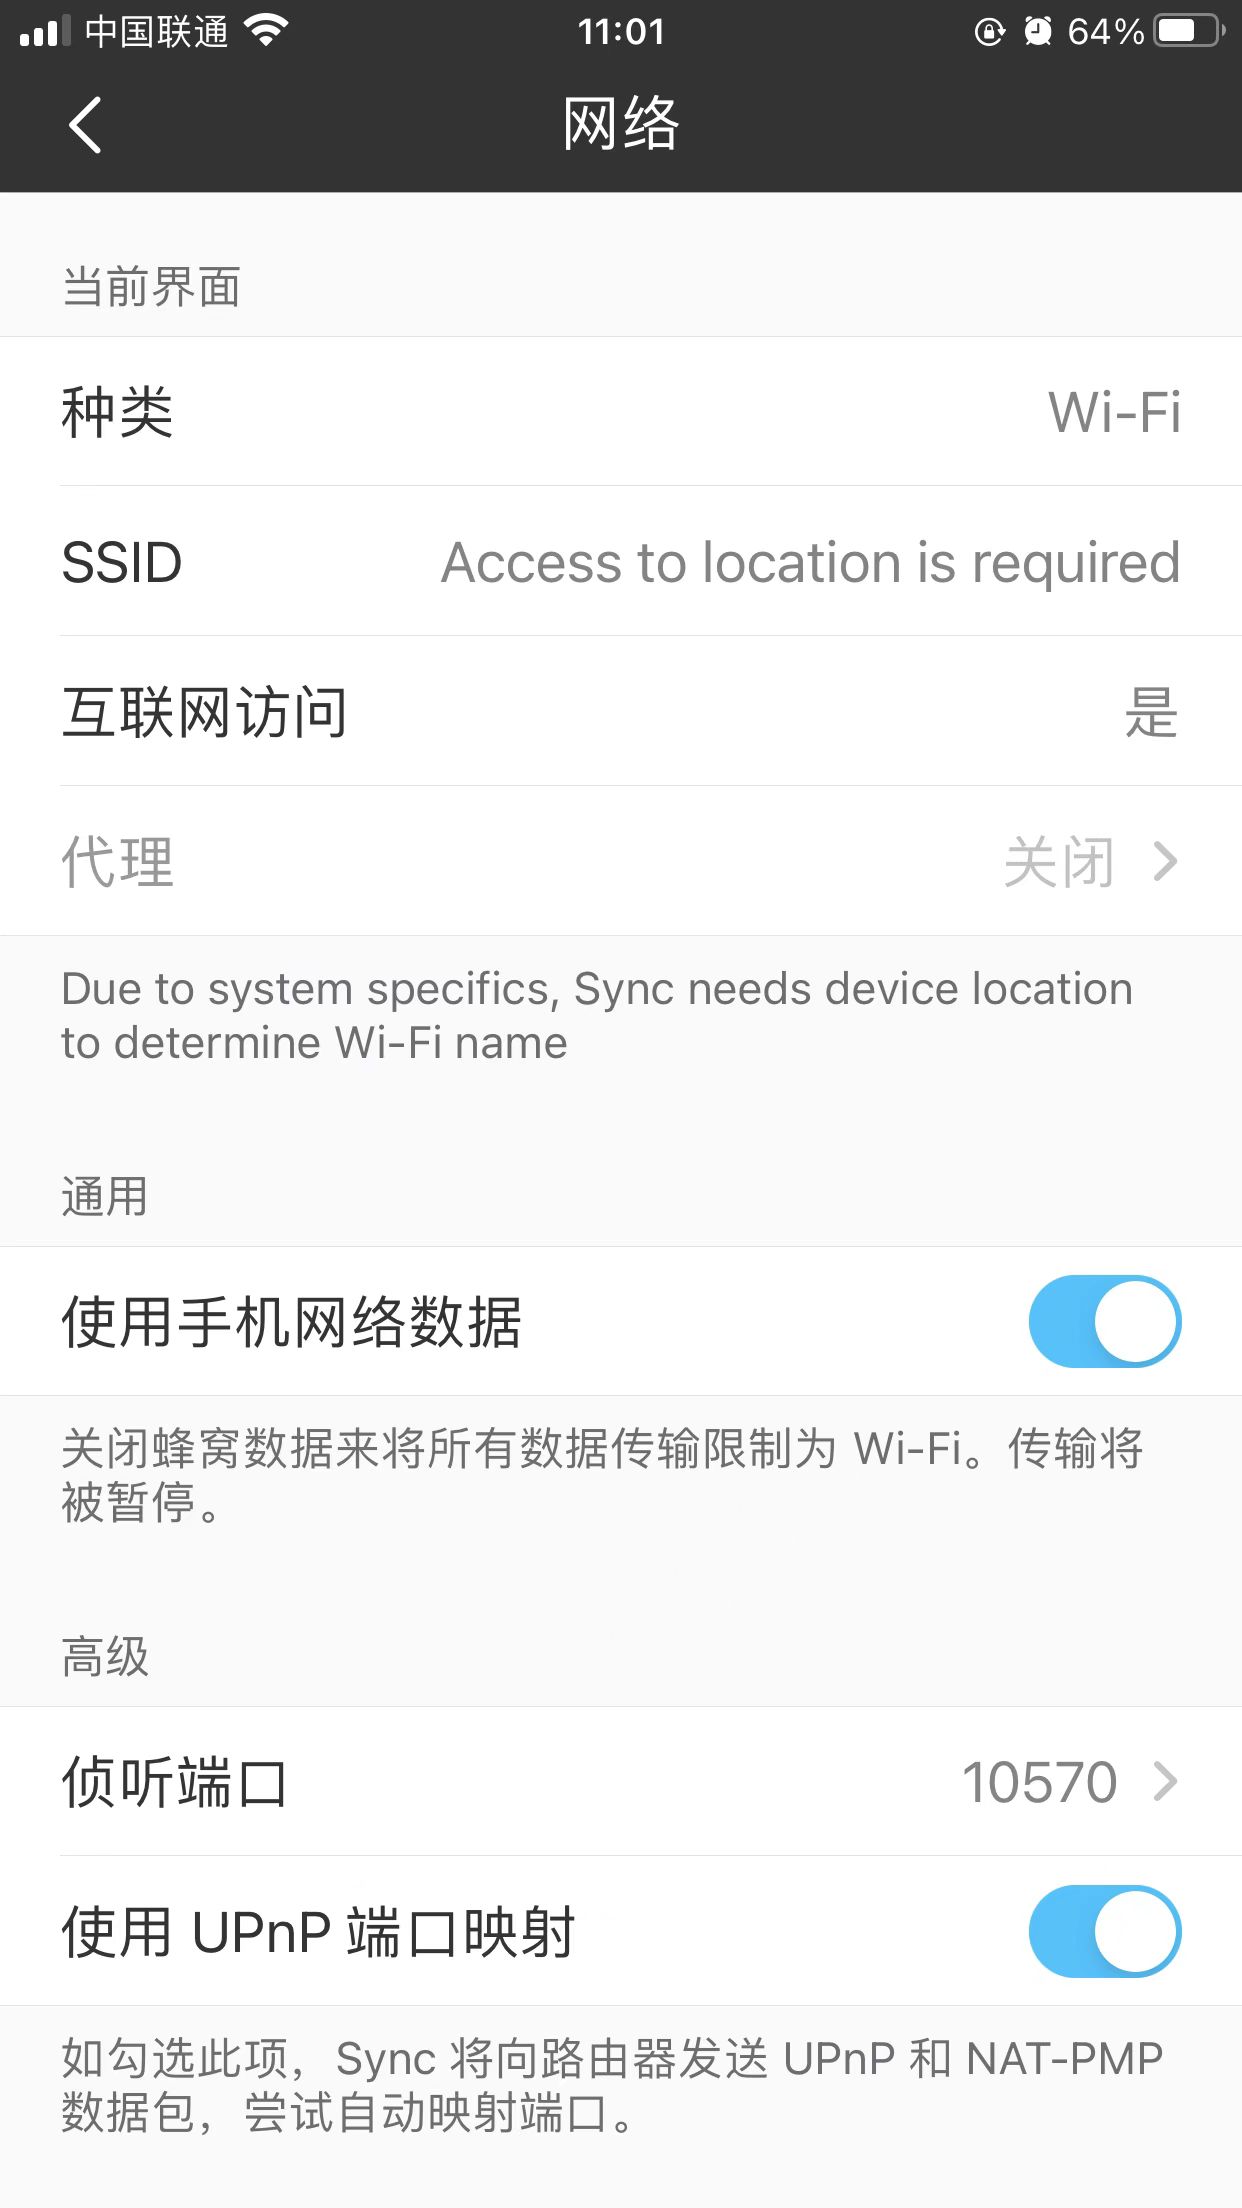 中国联通
11:01
64%
网络
当前界面
种类
Wi-Fi
SSID
Access to location is required
互联网访问
是
代理
关闭
Due to system specifics, Sync needs device location
to determine Wi-Fi name
通用
使用手机网络数据
关闭蜂窝数据来将所有数据传输限制为 Wi-Fi。传输将
被暂停。
高级
侦听端口
10570
使用 UPnP 端口映射
如勾选此项，Sync 将向路由器发送 UPnP 和 NAT-PMP
数据包，尝试自动映射端口。